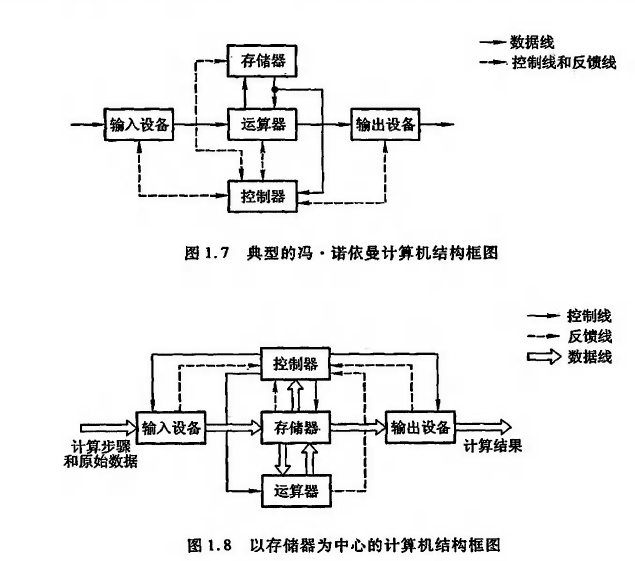 存储器
数据线
控制线和反馈线
输入设备
运算器
输出设备
控制器
图1.7 典型的冯·诺依曼计算机结构框图
控制线
反馈线
数据线
控制器
输入设备
存储器
输出设备
计算步骤
和原始数据
计算结果
运算器
图1.8 以存储器为中心的计算机结构框图